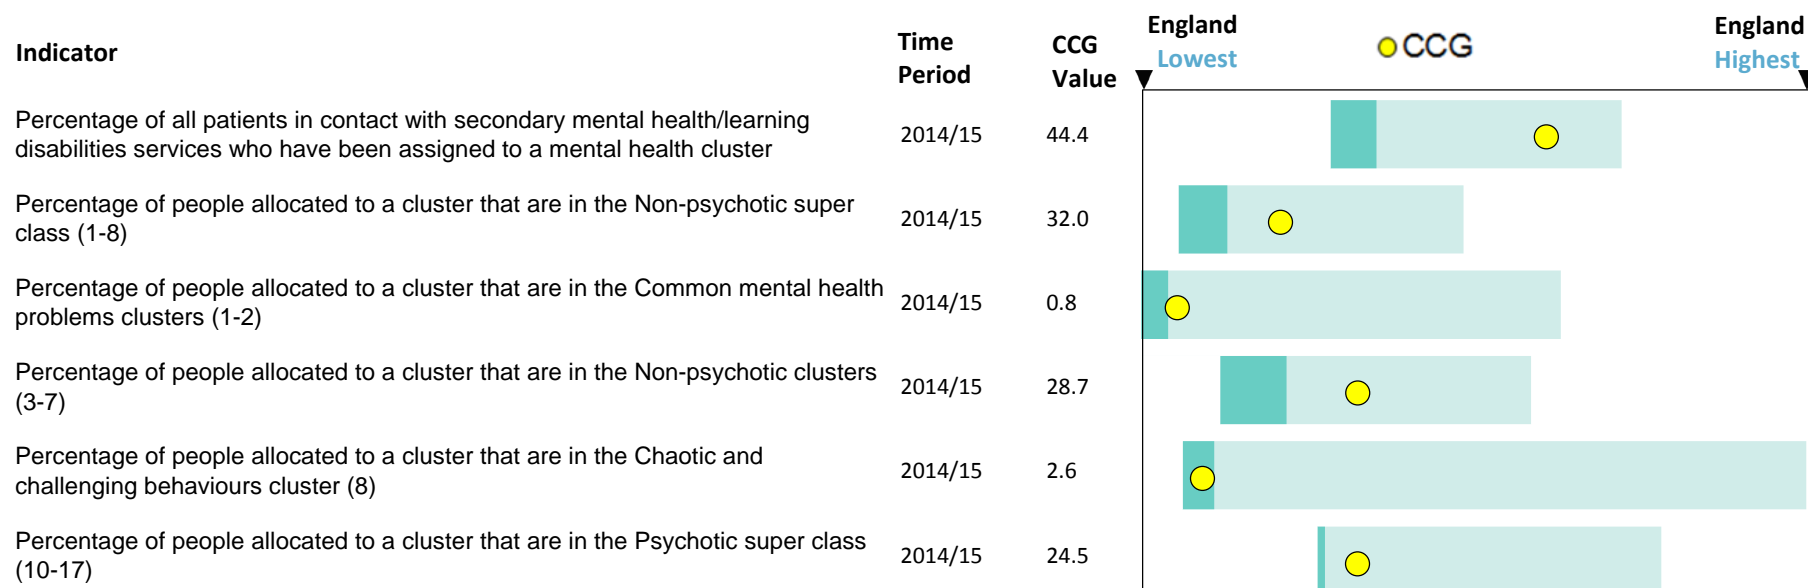 Indicator
Time Period
CCG Value
England Lowest
CCG
England Highest
Percentage of all patients in contact with secondary mental health/learning
disabilities services who have been assigned to a mental health cluster
2014/15
44.4
Percentage of people allocated to a cluster that are in the Non-psychotic super
class (1-8)
2014/15
32.0
Percentage of people allocated to a cluster that are in the Common mental health
problems clusters (1-2)
2014/15
0.8
Percentage of people allocated to a cluster that are in the Non-psychotic clusters
(3-7)
2014/15
28.7
Percentage of people allocated to a cluster that are in the Chaotic and
challenging behaviours cluster (8)
2014/15
2.6
Percentage of people allocated to a cluster that are in the Psychotic super class
(10-17)
2014/15
24.5